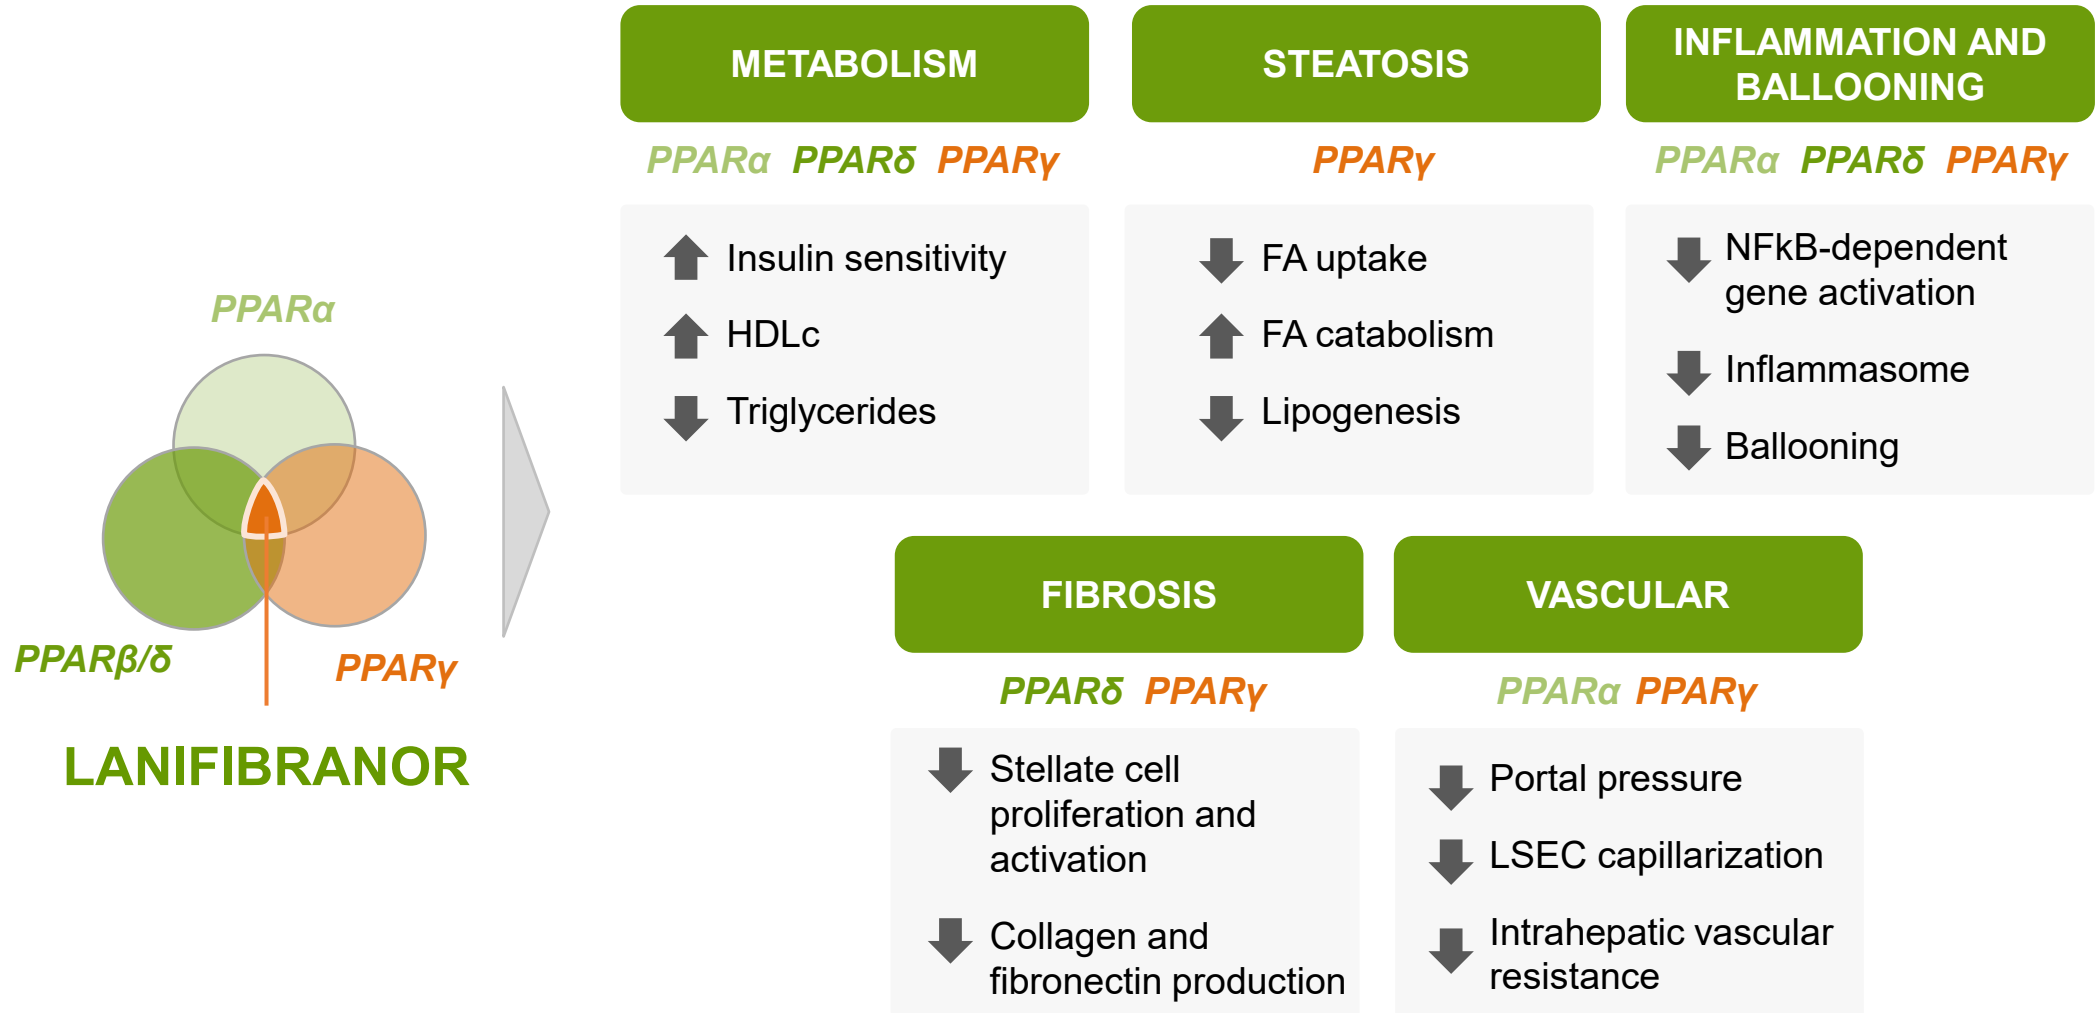 PPARα
PPARβ/δ
PPARγ
LANIFIBRANOR
METABOLISM
PPARα PPARδ PPARγ
Insulin sensitivity
HDLc
Triglycerides
STEATOSIS
PPARγ
FA uptake
FA catabolism
Lipogenesis
INFLAMMATION AND
BALLOONING
PPARα PPARδ PPARγ
NFkB-dependent
gene activation
Inflammasome
Ballooning
FIBROSIS
PPARδ PPARγ
Stellate cell
proliferation and
activation
Collagen and
fibronectin production
VASCULAR
PPARα PPARγ
Portal pressure
LSEC capillarization
Intrahepatic vascular
resistance